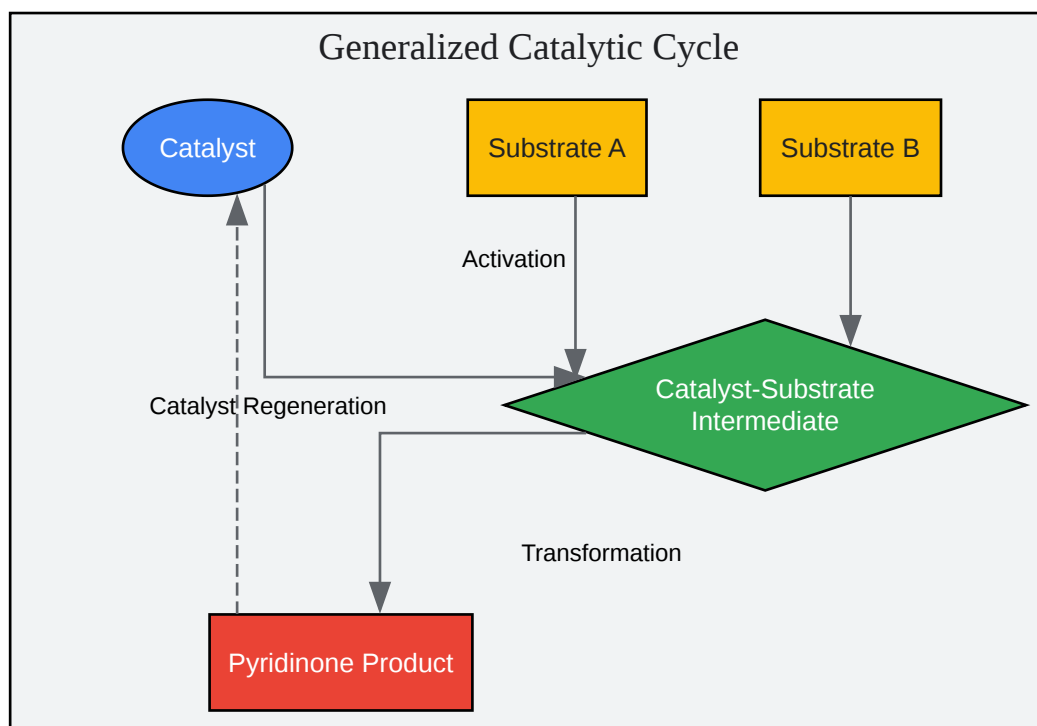 Generalized Catalytic Cycle
Catalyst
Substrate A
Substrate B
Activation
Catalyst-Substrate
Intermediate
Catalyst Regeneration
Transformation
Pyridinone Product